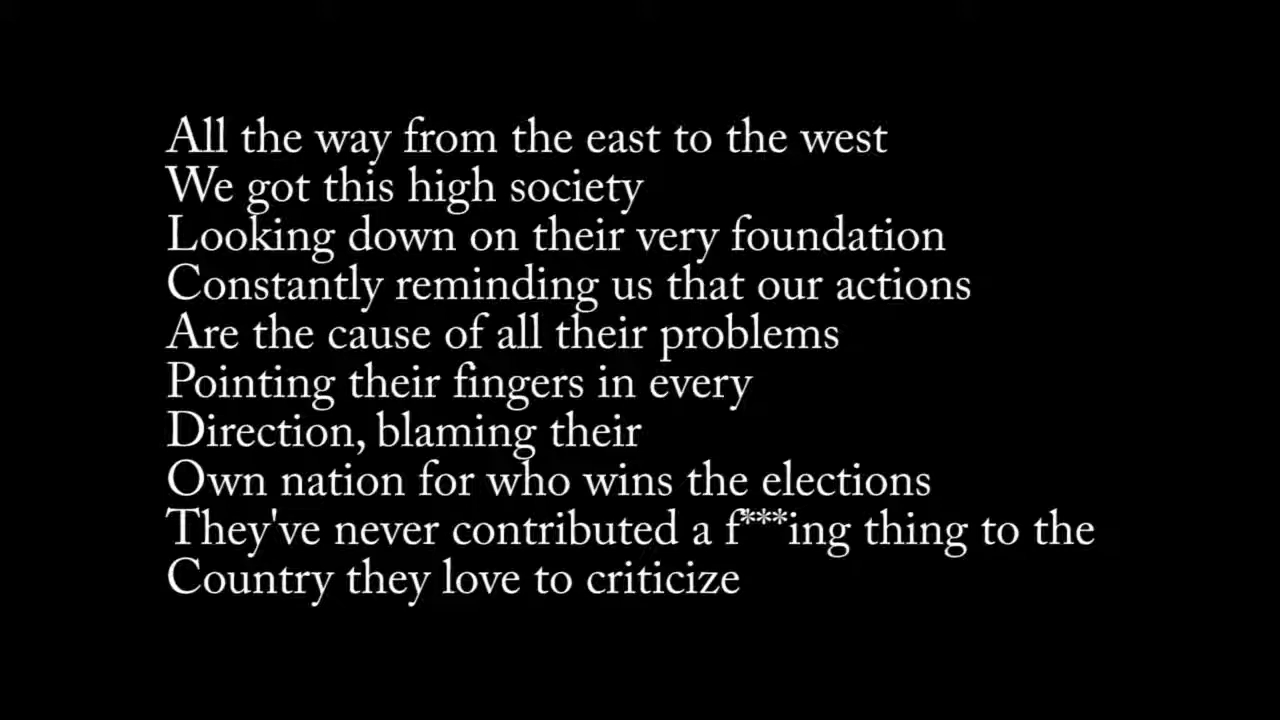 All the way from the east to the west
We got this high society
Looking down on their very foundation
Constantly reminding us that our actions
Are the cause of all their problems
Pointing their fingers in every
Direction, blaming their
Own nation for who wins the elections
They've never contributed a f***ing thing to the
Country they love to criticize